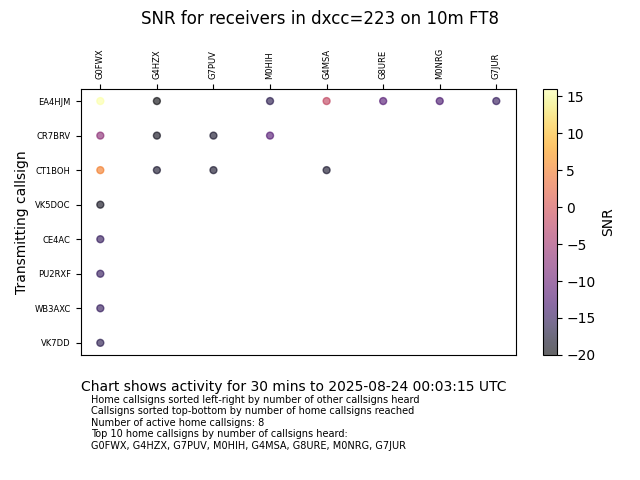 SNR for receivers in dxcc=223 on 10m FT8
G0FWX G4HZX G7PUV M0HIH G4MSA G8URE M0NRG G7JUR
Transmitting callsign
EA4HJM
CR7BRV
CT1BOH
VK5DOC
CE4AC
PU2RXF
WB3AXC
VK7DD
15
10
5
0
−5
−10
−15
−20
SNR
Chart shows activity for 30 mins to 2025-08-24 00:03:15 UTC
Home callsigns sorted left-right by number of other callsigns heard
Callsigns sorted top-bottom by number of home callsigns reached
Number of active home callsigns: 8
Top 10 home callsigns by number of callsigns heard:
G0FWX, G4HZX, G7PUV, M0HIH, G4MSA, G8URE, M0NRG, G7JUR